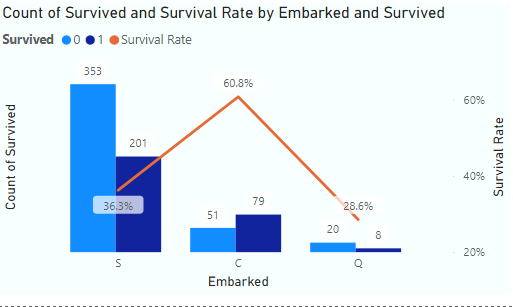 Count of Survived and Survival Rate by Embarked and Survived
Survived 0 1 Survival Rate
353
60.8%
60%
201
Count of Survived
Survival Rate
40%
36.3%
79
28.6%
51
20
8
20%
S C Q
Embarked